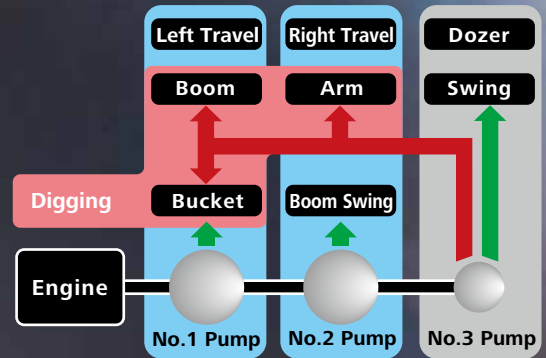 Left Travel
Right Travel
Dozer
Boom
Arm
Swing
Digging
Bucket
Boom Swing
Engine
No.1 Pump
No.2 Pump
No.3 Pump